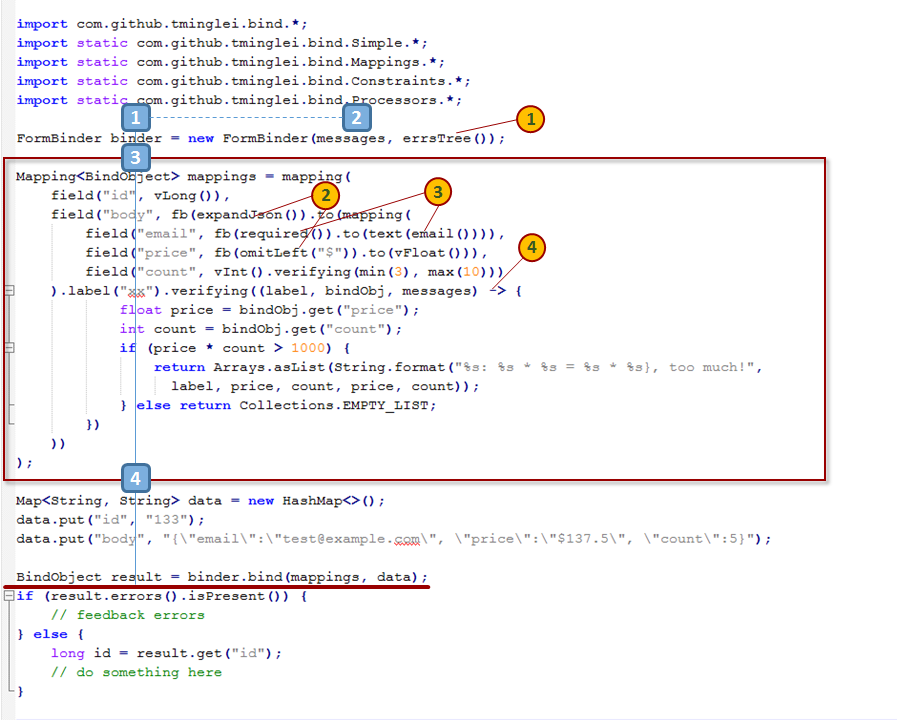 import com.github.tminglei.bind.*;
import static com.github.tminglei.bind.Simple.*;
import static com.github.tminglei.bind.Mappings.*;
import static com.github.tminglei.bind.Constraints.*;
import static com.github.tminglei.bind.Processors.*;
1 2 1
FormBinder binder = new FormBinder(messages, errsTree());
3
Mapping<BindObject> mappings = mapping(
2 3
    field("id", vLong()),
    field("body", fb(expandJson()).to(mapping(
        field("email", fb(required()).to(text(email()))),
4
        field("price", fb(omitLeft("$")).to(vFloat())),
        field("count", vInt().verifying(min(3), max(10)))
    ).label("xx").verifying((label, bindObj, messages) -> {
            float price = bindObj.get("price");
            int count = bindObj.get("count");
            if (price * count > 1000) {
                return Arrays.asList(String.format("%s: %s * %s = %s * %s}, too much!",
                  label, price, count, price, count));
            } else return Collections.EMPTY_LIST;
        })
    ))
);
4
Map<String, String> data = new HashMap<>();
data.put("id", "133");
data.put("body", "{\"email\":\"test@example.com\", \"price\":\"$137.5\", \"count\":5}");
BindObject result = binder.bind(mappings, data);
if (result.errors().isPresent()) {
    // feedback errors
} else {
    long id = result.get("id");
    // do something here
}